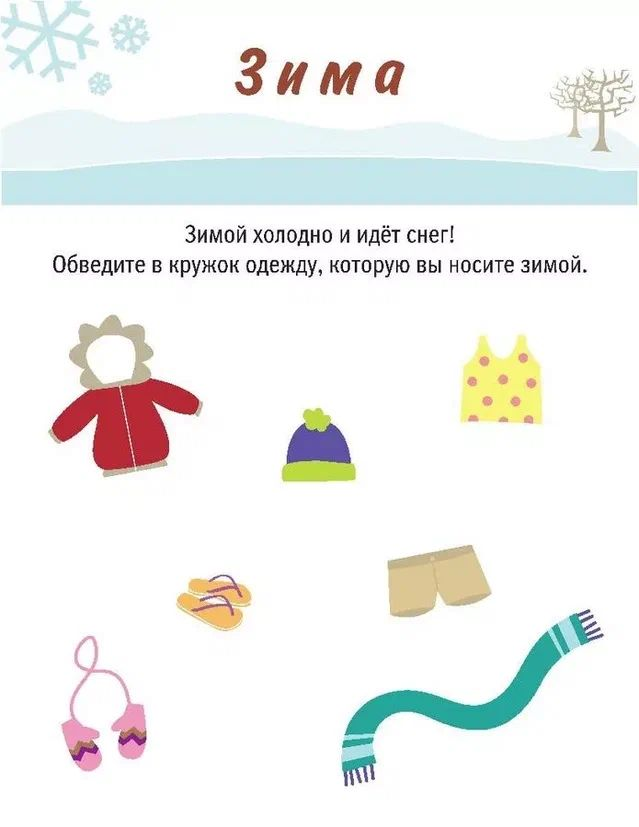 Зима
Зимой холодно и идёт снег!
Обведите в кружок одежду, которую вы носите зимой.